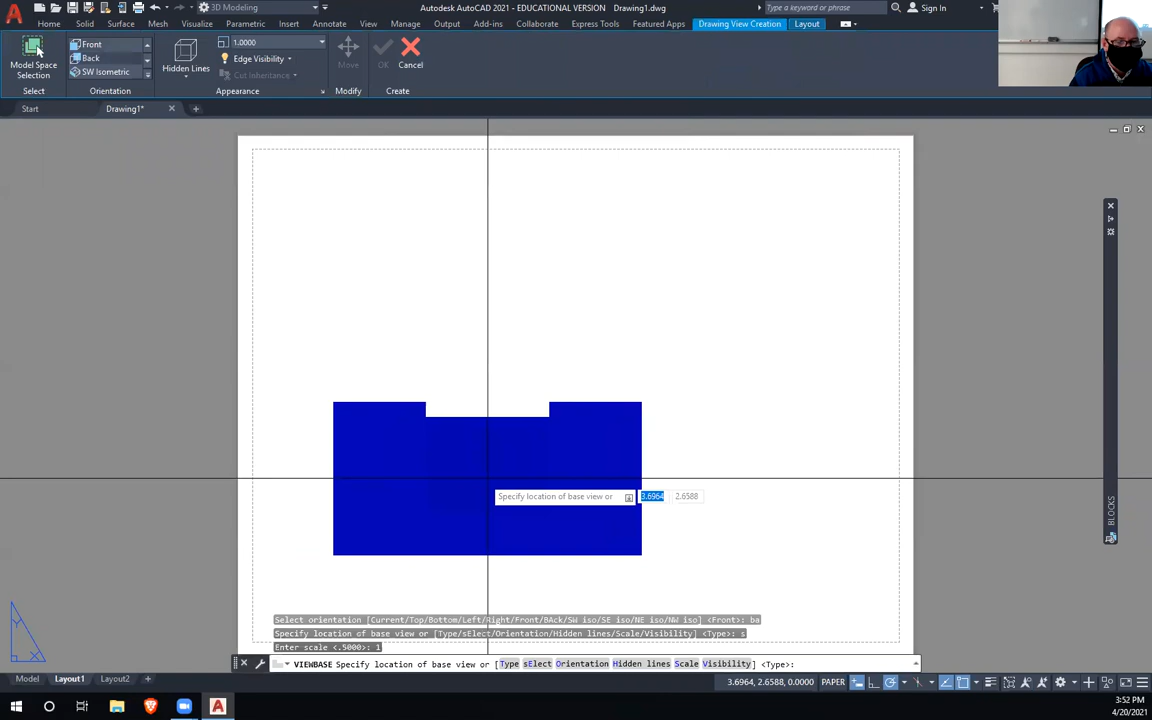 3D Modeling
Autodesk AutoCAD 2021 - EDUCATIONAL VERSION Drawing1.dwg
Type a keyword or phrase
Sign In
Home Solid Surface Mesh Visualize Parametric Insert Annotate View Manage Output Add-ins Collaborate Express Tools Featured Apps Drawing View Creation Layout
Model Space
Selection
Select
Front
Back
SW Isometric
Orientation
Hidden Lines
1.0000
Edge Visibility
Cut Inheritance
Appearance
Move
Modify
OK
Cancel
Create
Start Drawing1* +
BLOCKS
Specify location of base view or 3.6964 2.6588
Y
X
Select orientation [Current/Top/Bottom/Left/Right/Front/BAck/SW iso/SE iso/NE iso/NW iso] <Front>: ba
Specify location of base view or [Type/sElect/Orientation/Hidden lines/Scale/Visibility] <Type>: s
Enter scale <.5000>: 1
VIEWBASE Specify location of base view or [Type sElect Orientation Hidden lines Scale Visibility] <Type>:
Model Layout1 Layout2 +
3.6964, 2.6588, 0.0000 PAPER
3:52 PM
4/20/2021